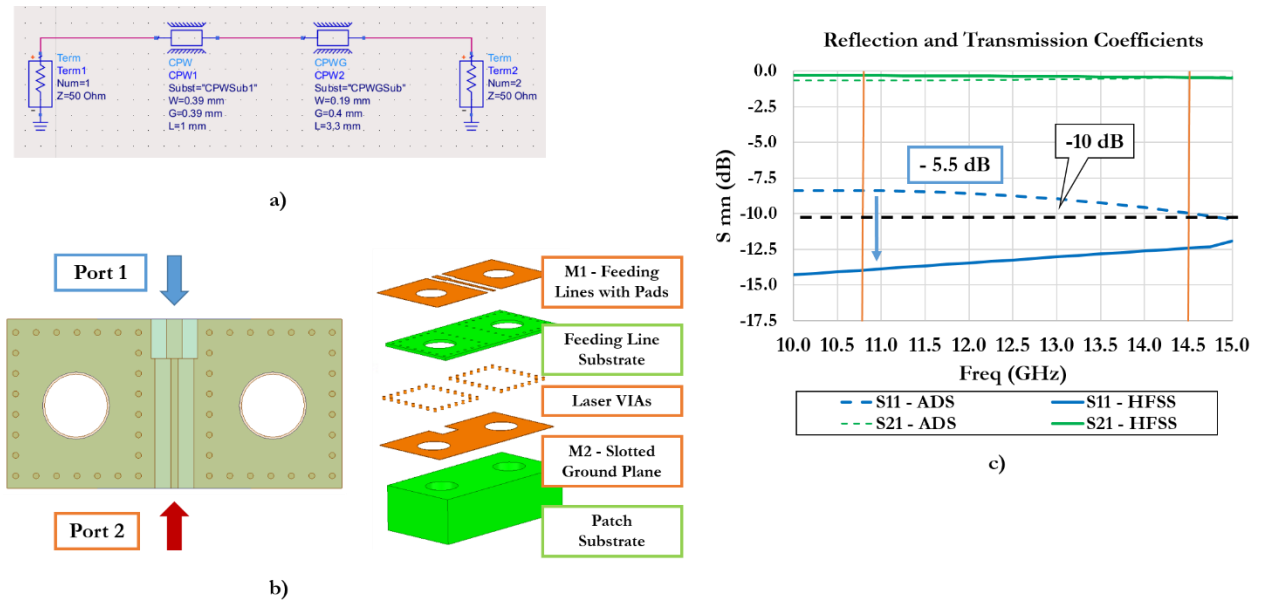 a)
Term
Term1
Num=1
Z=50 Ohm
CPW
CPW1
Subst="CPWSub1"
W=0.39 mm
G=0.39 mm
L=1 mm
CPWG
CPW2
Subst="CPWGSub"
W=0.19 mm
G=0.4 mm
L=3,3 mm
Term
Term2
Num=2
Z=50 Ohm
a)
Port 1
Port 2
M1 - Feeding
Lines with Pads
Feeding Line
Substrate
Laser VIAs
M2 - Slotted
Ground Plane
Patch
Substrate
b)
Reflection and Transmission Coefficients
0.0
-2.5
-5.0
-7.5
-10.0
-12.5
-15.0
-17.5
S mn (dB)
- 5.5 dB
-10 dB
10.0 10.5 11.0 11.5 12.0 12.5 13.0 13.5 14.0 14.5 15.0
Freq (GHz)
S11 - ADS
S11 - HFSS
S21 - ADS
S21 - HFSS
c)